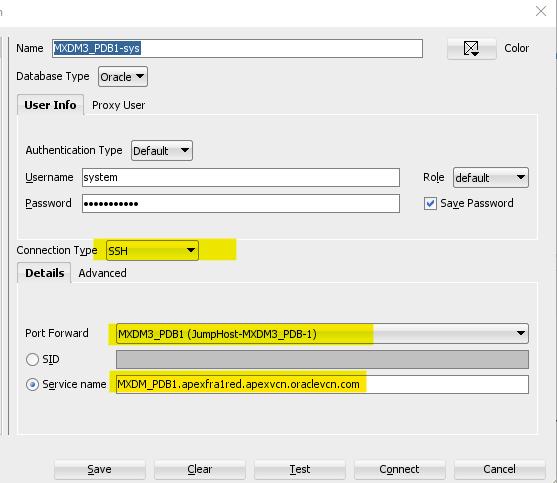 n
Name MXDM3_PDB1-sys Color
Database Type Oracle
User Info Proxy User
Authentication Type Default
Username system Role default
Password ••••••••••• Save Password
Connection Type SSH
Details Advanced
Port Forward MXDM3_PDB1 (JumpHost-MXDM3_PDB-1)
SID
Service name MXDM_PDB1.apexfra1red.apexvcn.oraclevcn.com
Save Clear Test Connect Cancel